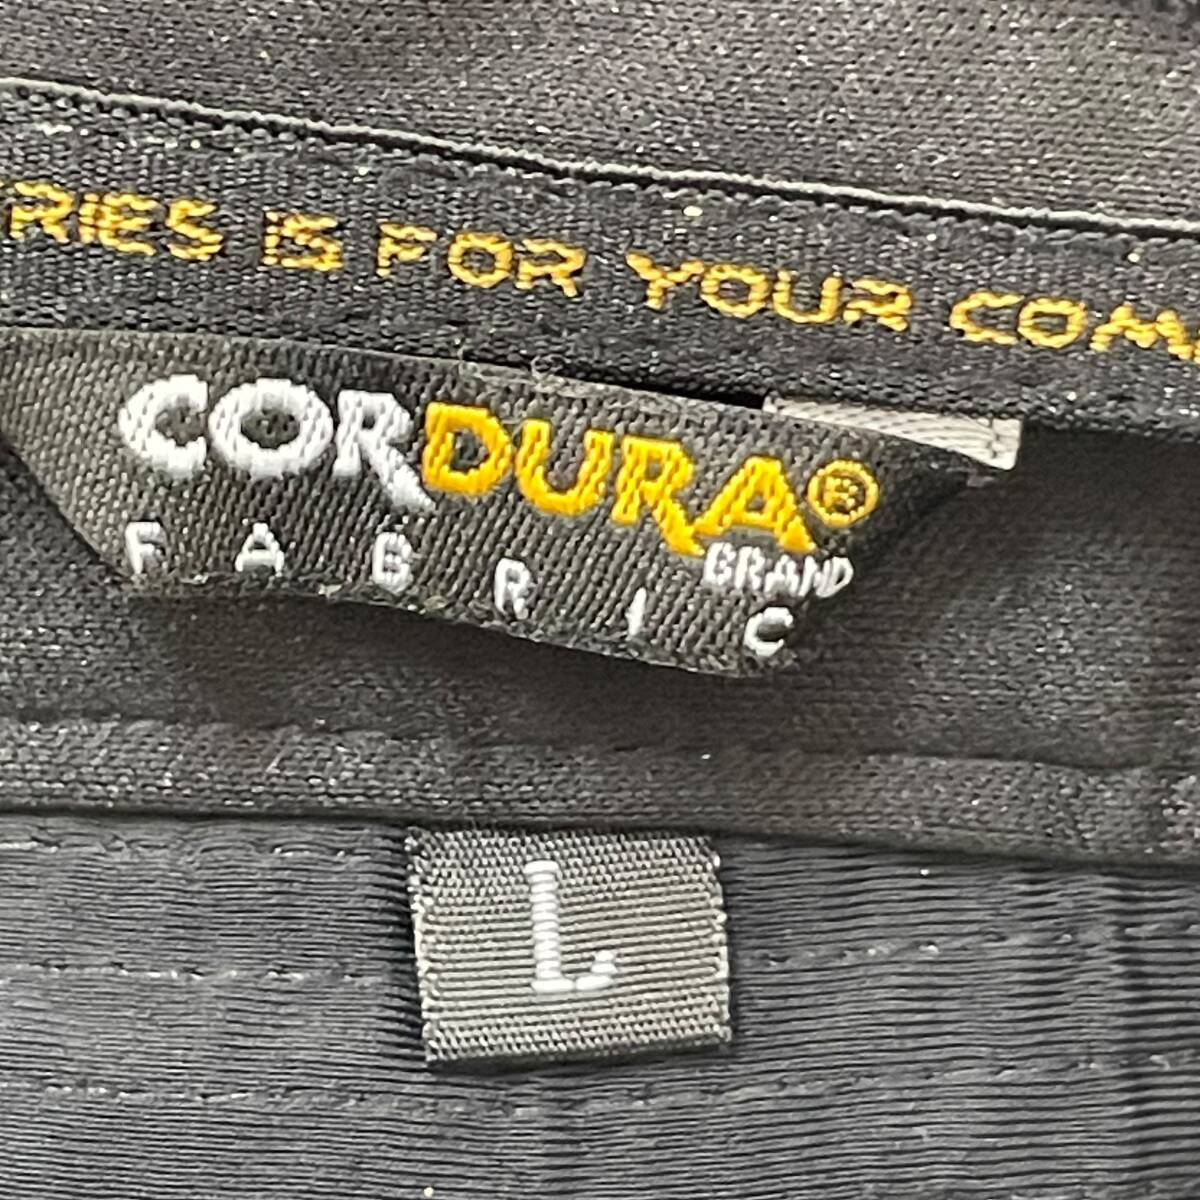 RIES IS FOR YOUR COM
CORDURA®
BRAND
FABRIC
L